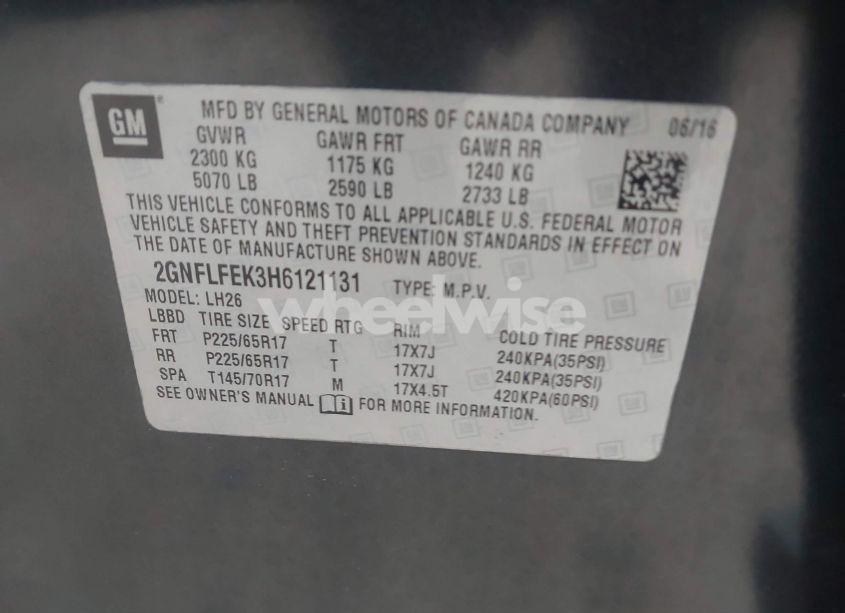 GM
MFD BY GENERAL MOTORS OF CANADA COMPANY 06/16
GVWR GAWR FRT GAWR RR
2300 KG 1175 KG 1240 KG
5070 LB 2590 LB 2733 LB
THIS VEHICLE CONFORMS TO ALL APPLICABLE U.S. FEDERAL MOTOR
VEHICLE SAFETY AND THEFT PREVENTION STANDARDS IN EFFECT ON
THE DATE OF MANUFACTURE SHOWN ABOVE.
2GNFLFEK3H6121131 TYPE: M.P.V.
MODEL: LH26
wheelwise
LBBD TIRE SIZE SPEED RTG RIM COLD TIRE PRESSURE
FRT P225/65R17 T 17X7J 240KPA(35PSI)
RR P225/65R17 T 17X7J 240KPA(35PSI)
SPA T145/70R17 M 17X4.5T 420KPA(60PSI)
SEE OWNER'S MANUAL FOR MORE INFORMATION.